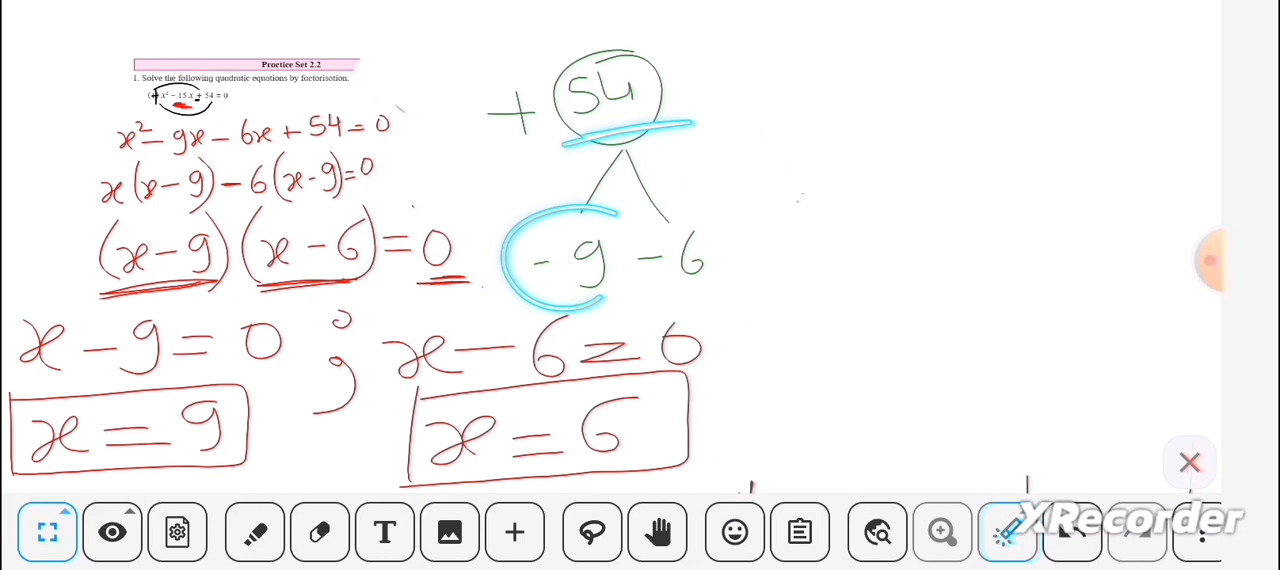 Practice Set 2.2
1. Solve the following quadratic equations by factorisation.
x² - 15x + 54 = 0
x² - 9x - 6x + 54 = 0
x(x - 9) - 6(x - 9) = 0
(x - 9)(x - 6) = 0
x - 9 = 0 ; x - 6 = 0
x = 9
x = 6
+ 54
- 9 - 6
T
XRecorder